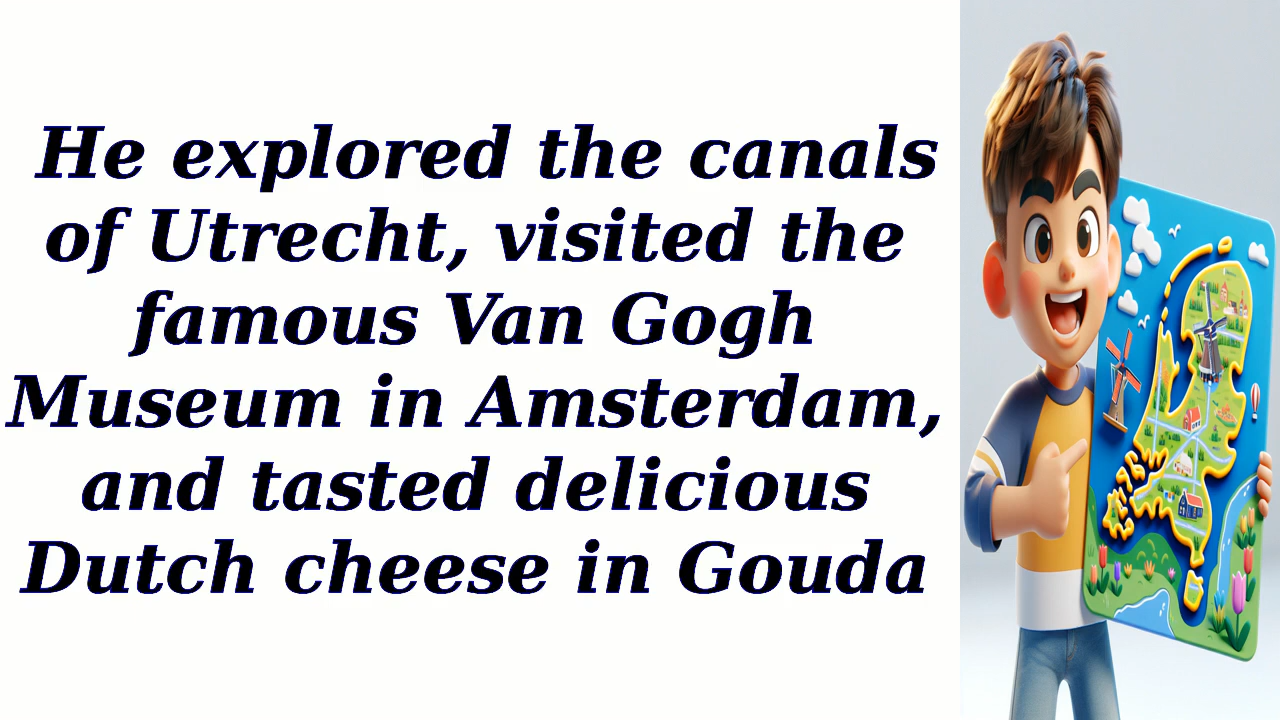 He explored the canals
of Utrecht, visited the
famous Van Gogh
Museum in Amsterdam,
and tasted delicious
Dutch cheese in Gouda